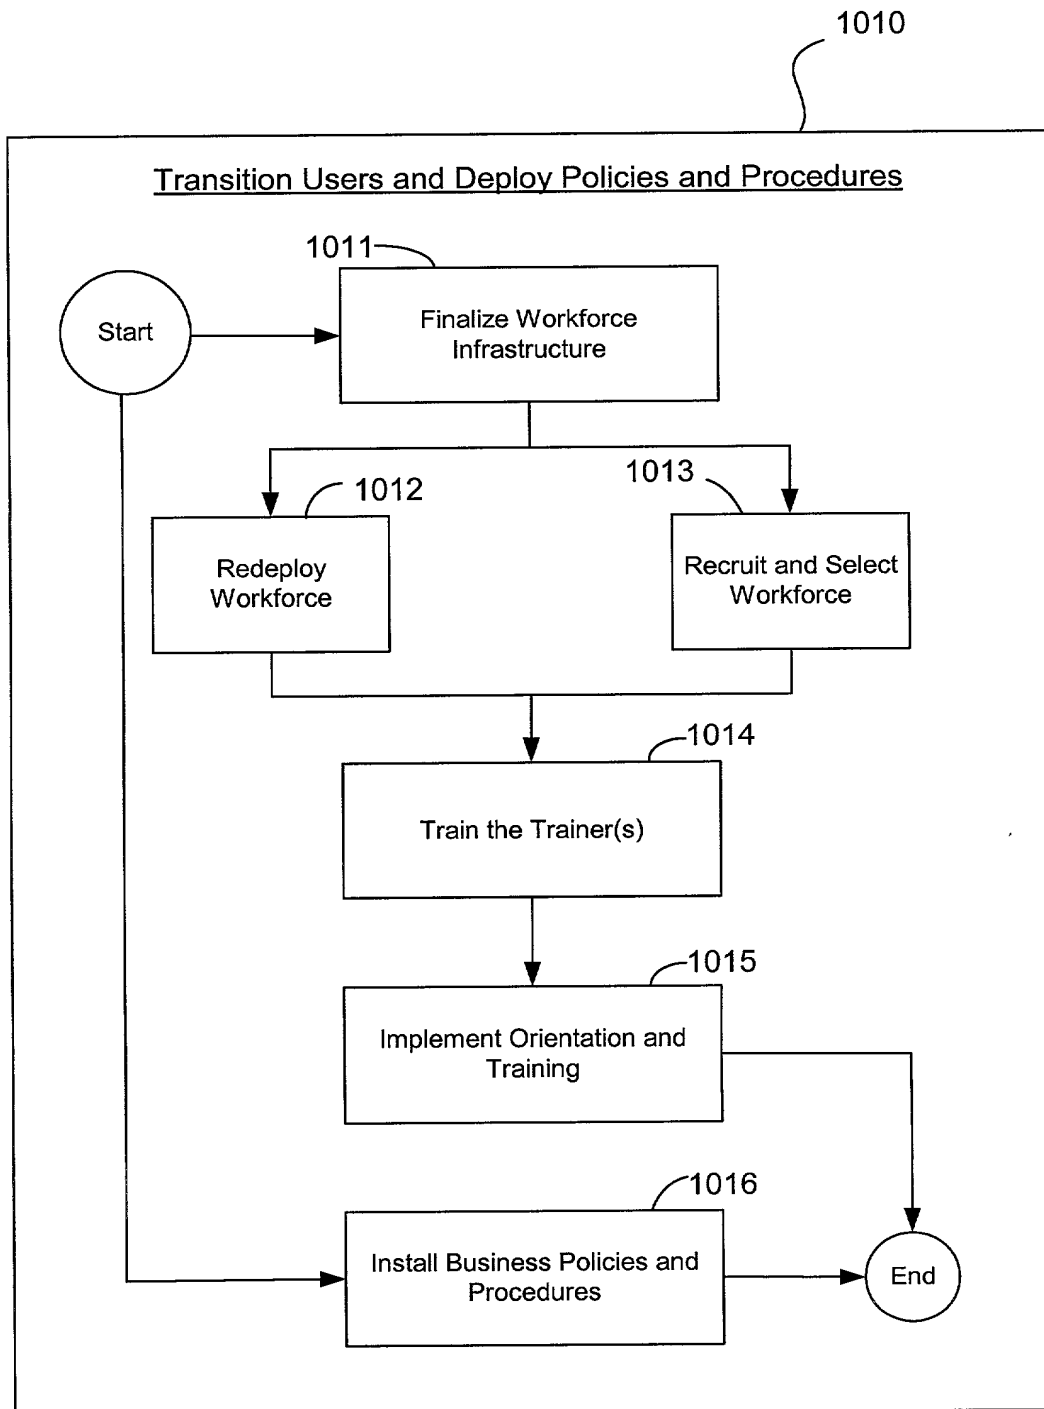 1010
Transition Users and Deploy Policies and Procedures
1011
Start
Finalize Workforce
Infrastructure
1012
1013
Redeploy
Workforce
Recruit and Select
Workforce
1014
Train the Trainer(s)
1015
Implement Orientation and
Training
1016
Install Business Policies and
Procedures
End